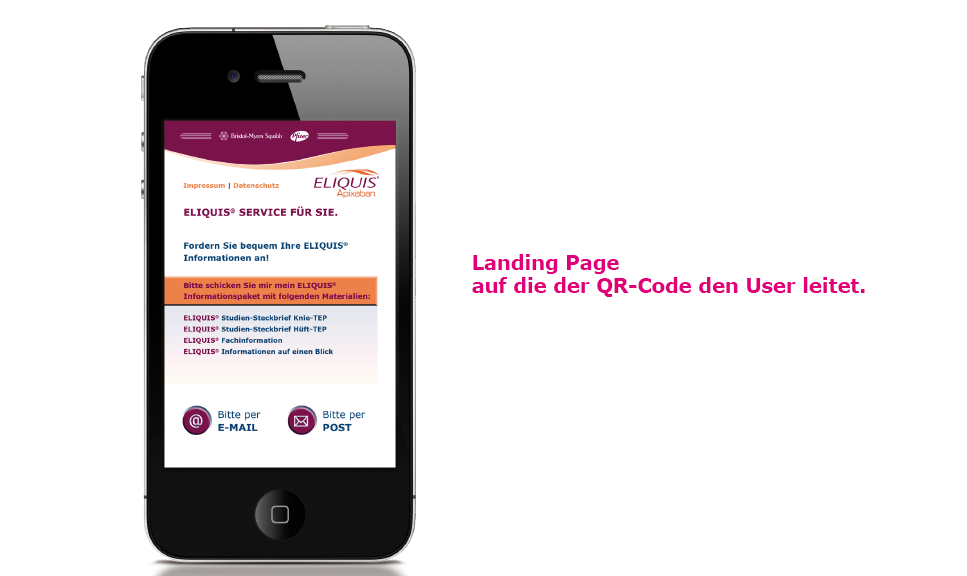 Bristol-Myers Squibb Pfizer
Impressum | Datenschutz
ELIQUIS®
Apixaban
ELIQUIS® SERVICE FÜR SIE.
Fordern Sie bequem Ihre ELIQUIS®
Informationen an!
Bitte schicken Sie mir mein ELIQUIS®
Informationspaket mit folgenden Materialien:
ELIQUIS® Studien-Steckbrief Knie-TEP
ELIQUIS® Studien-Steckbrief Hüft-TEP
ELIQUIS® Fachinformation
ELIQUIS® Informationen auf einen Blick
@ Bitte per
E-MAIL
Bitte per
POST
Landing Page
auf die der QR-Code den User leitet.